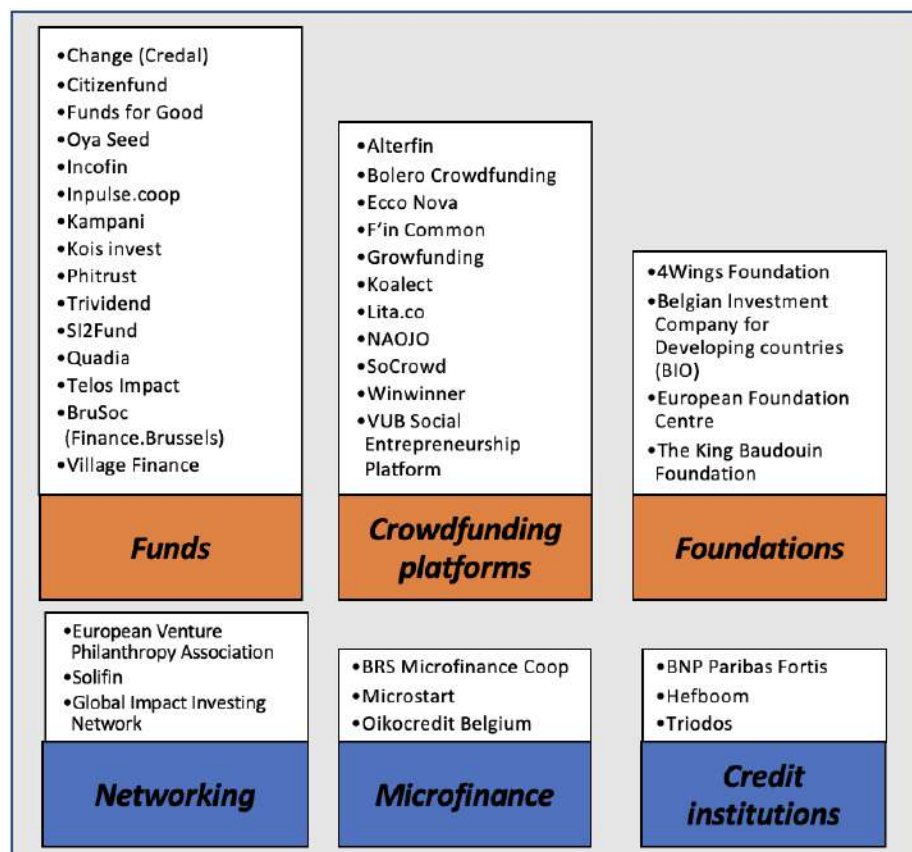 •Change (Credal)
•Citizenfund
•Funds for Good
•Oya Seed
•Incofin
•Inpulse.coop
•Kampani
•Kois invest
•Phitrust
•Trividend
•SI2Fund
•Quadia
•Telos Impact
•BruSoc
(Finance.Brussels)
•Village Finance
Funds
•Alterfin
•Bolero Crowdfunding
•Ecco Nova
•F'in Common
•Growfunding
•Koalect
•Lita.co
•NAOJO
•SoCrowd
•Winwinner
•VUB Social
Entrepreneurship
Platform
Crowdfunding
platforms
•4Wings Foundation
•Belgian Investment
Company for
Developing countries
(BIO)
•European Foundation
Centre
•The King Baudouin
Foundation
Foundations
•European Venture
Philanthropy Association
•Solifin
•Global Impact Investing
Network
Networking
•BRS Microfinance Coop
•Microstart
•Oikocredit Belgium
Microfinance
•BNP Paribas Fortis
•Hefboom
•Triodos
Credit
institutions